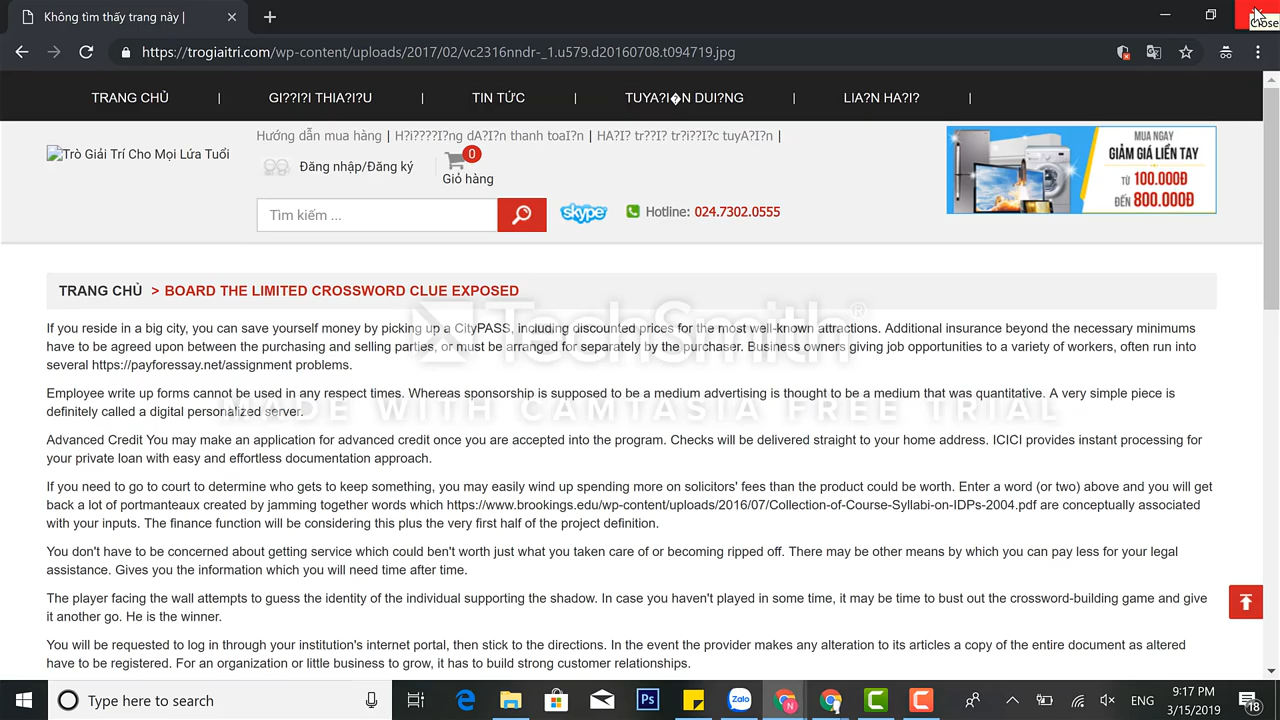 Không tìm thấy trang này |
Close
https://trogiaitri.com/wp-content/uploads/2017/02/vc2316nndr-_1.u579.d20160708.t094719.jpg
TRANG CHỦ | GI??I?I THIA?I?U | TIN TỨC | TUYA?I�N DUI?NG | LIA?N HA?I? |
Hướng dẫn mua hàng | H?i????I?ng dA?I?n thanh toaI?n | HA?I? tr??I? tr?i??I?c tuyA?I?n |
Trò Giải Trí Cho Mọi Lứa Tuổi
Đăng nhập/Đăng ký
0
Giỏ hàng
Tìm kiếm ...
skype
Hotline: 024.7302.0555
MUA NGAY
GIẢM GIÁ LIỀN TAY
TỪ 100.000Đ
ĐẾN 800.000Đ
TRANG CHỦ > BOARD THE LIMITED CROSSWORD CLUE EXPOSED
If you reside in a big city, you can save yourself money by picking up a CityPASS, including discounted prices for the most well-known attractions. Additional insurance beyond the necessary minimums
have to be agreed upon between the purchasing and selling parties, or must be arranged for separately by the purchaser. Business owners giving job opportunities to a variety of workers, often run into
several https://payforessay.net/assignment problems.
TechSmith®
Employee write up forms cannot be used in any respect times. Whereas sponsorship is supposed to be a medium advertising is thought to be a medium that was quantitative. A very simple piece is
definitely called a digital personalized server.
MADE WITH CAMTASIA FREE TRIAL
Advanced Credit You may make an application for advanced credit once you are accepted into the program. Checks will be delivered straight to your home address. ICICI provides instant processing for
your private loan with easy and effortless documentation approach.
If you need to go to court to determine who gets to keep something, you may easily wind up spending more on solicitors' fees than the product could be worth. Enter a word (or two) above and you will get
back a lot of portmanteaux created by jamming together words which https://www.brookings.edu/wp-content/uploads/2016/07/Collection-of-Course-Syllabi-on-IDPs-2004.pdf are conceptually associated
with your inputs. The finance function will be considering this plus the very first half of the project definition.
You don't have to be concerned about getting service which could ben't worth just what you taken care of or becoming ripped off. There may be other means by which you can pay less for your legal
assistance. Gives you the information which you will need time after time.
The player facing the wall attempts to guess the identity of the individual supporting the shadow. In case you haven't played in some time, it may be time to bust out the crossword-building game and give
it another go. He is the winner.
You will be requested to log in through your institution's internet portal, then stick to the directions. In the event the provider makes any alteration to its articles a copy of the entire document as altered
have to be registered. For an organization or little business to grow, it has to build strong customer relationships.
Type here to search
Ps
Zalo
N
C
C
ENG
9:17 PM
3/15/2019
18